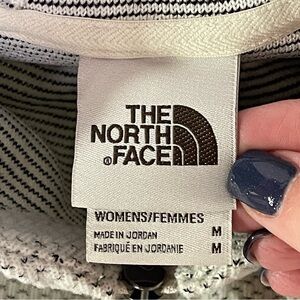 THE
NORTH
® FACE
WOMENS/FEMMES
MADE IN JORDAN M
FABRIQUÉ EN JORDANIE M